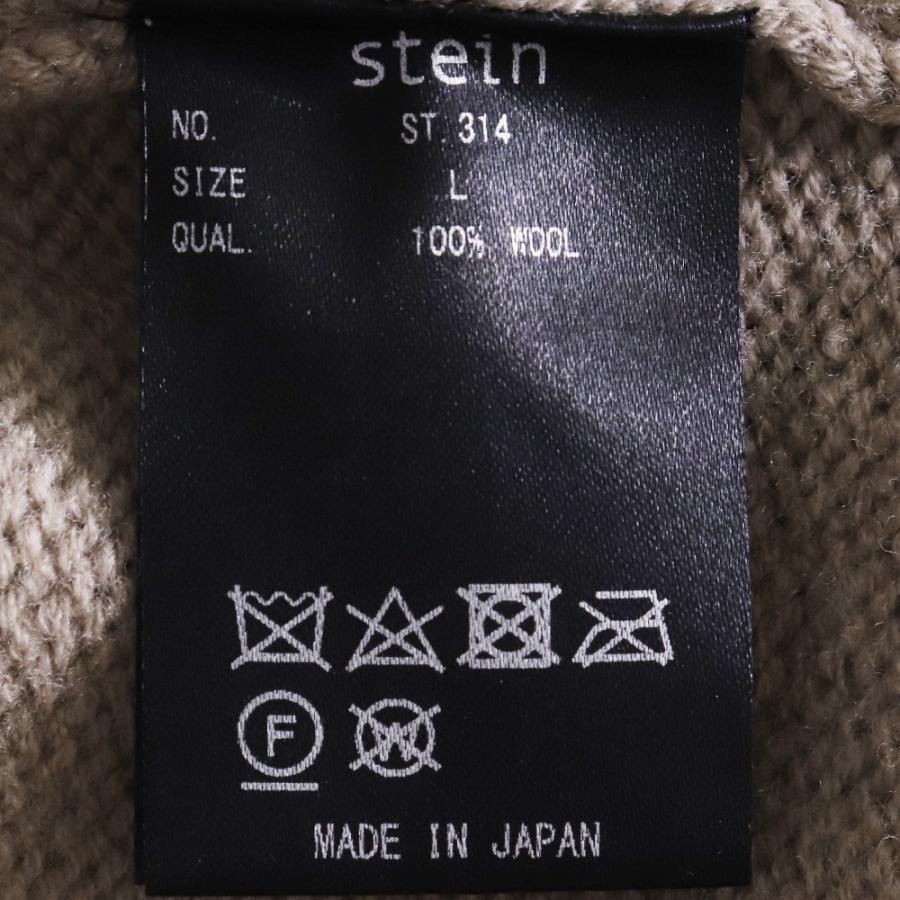 stein
NO. ST.314
SIZE L
QUAL. 100% WOOL
F W
MADE IN JAPAN